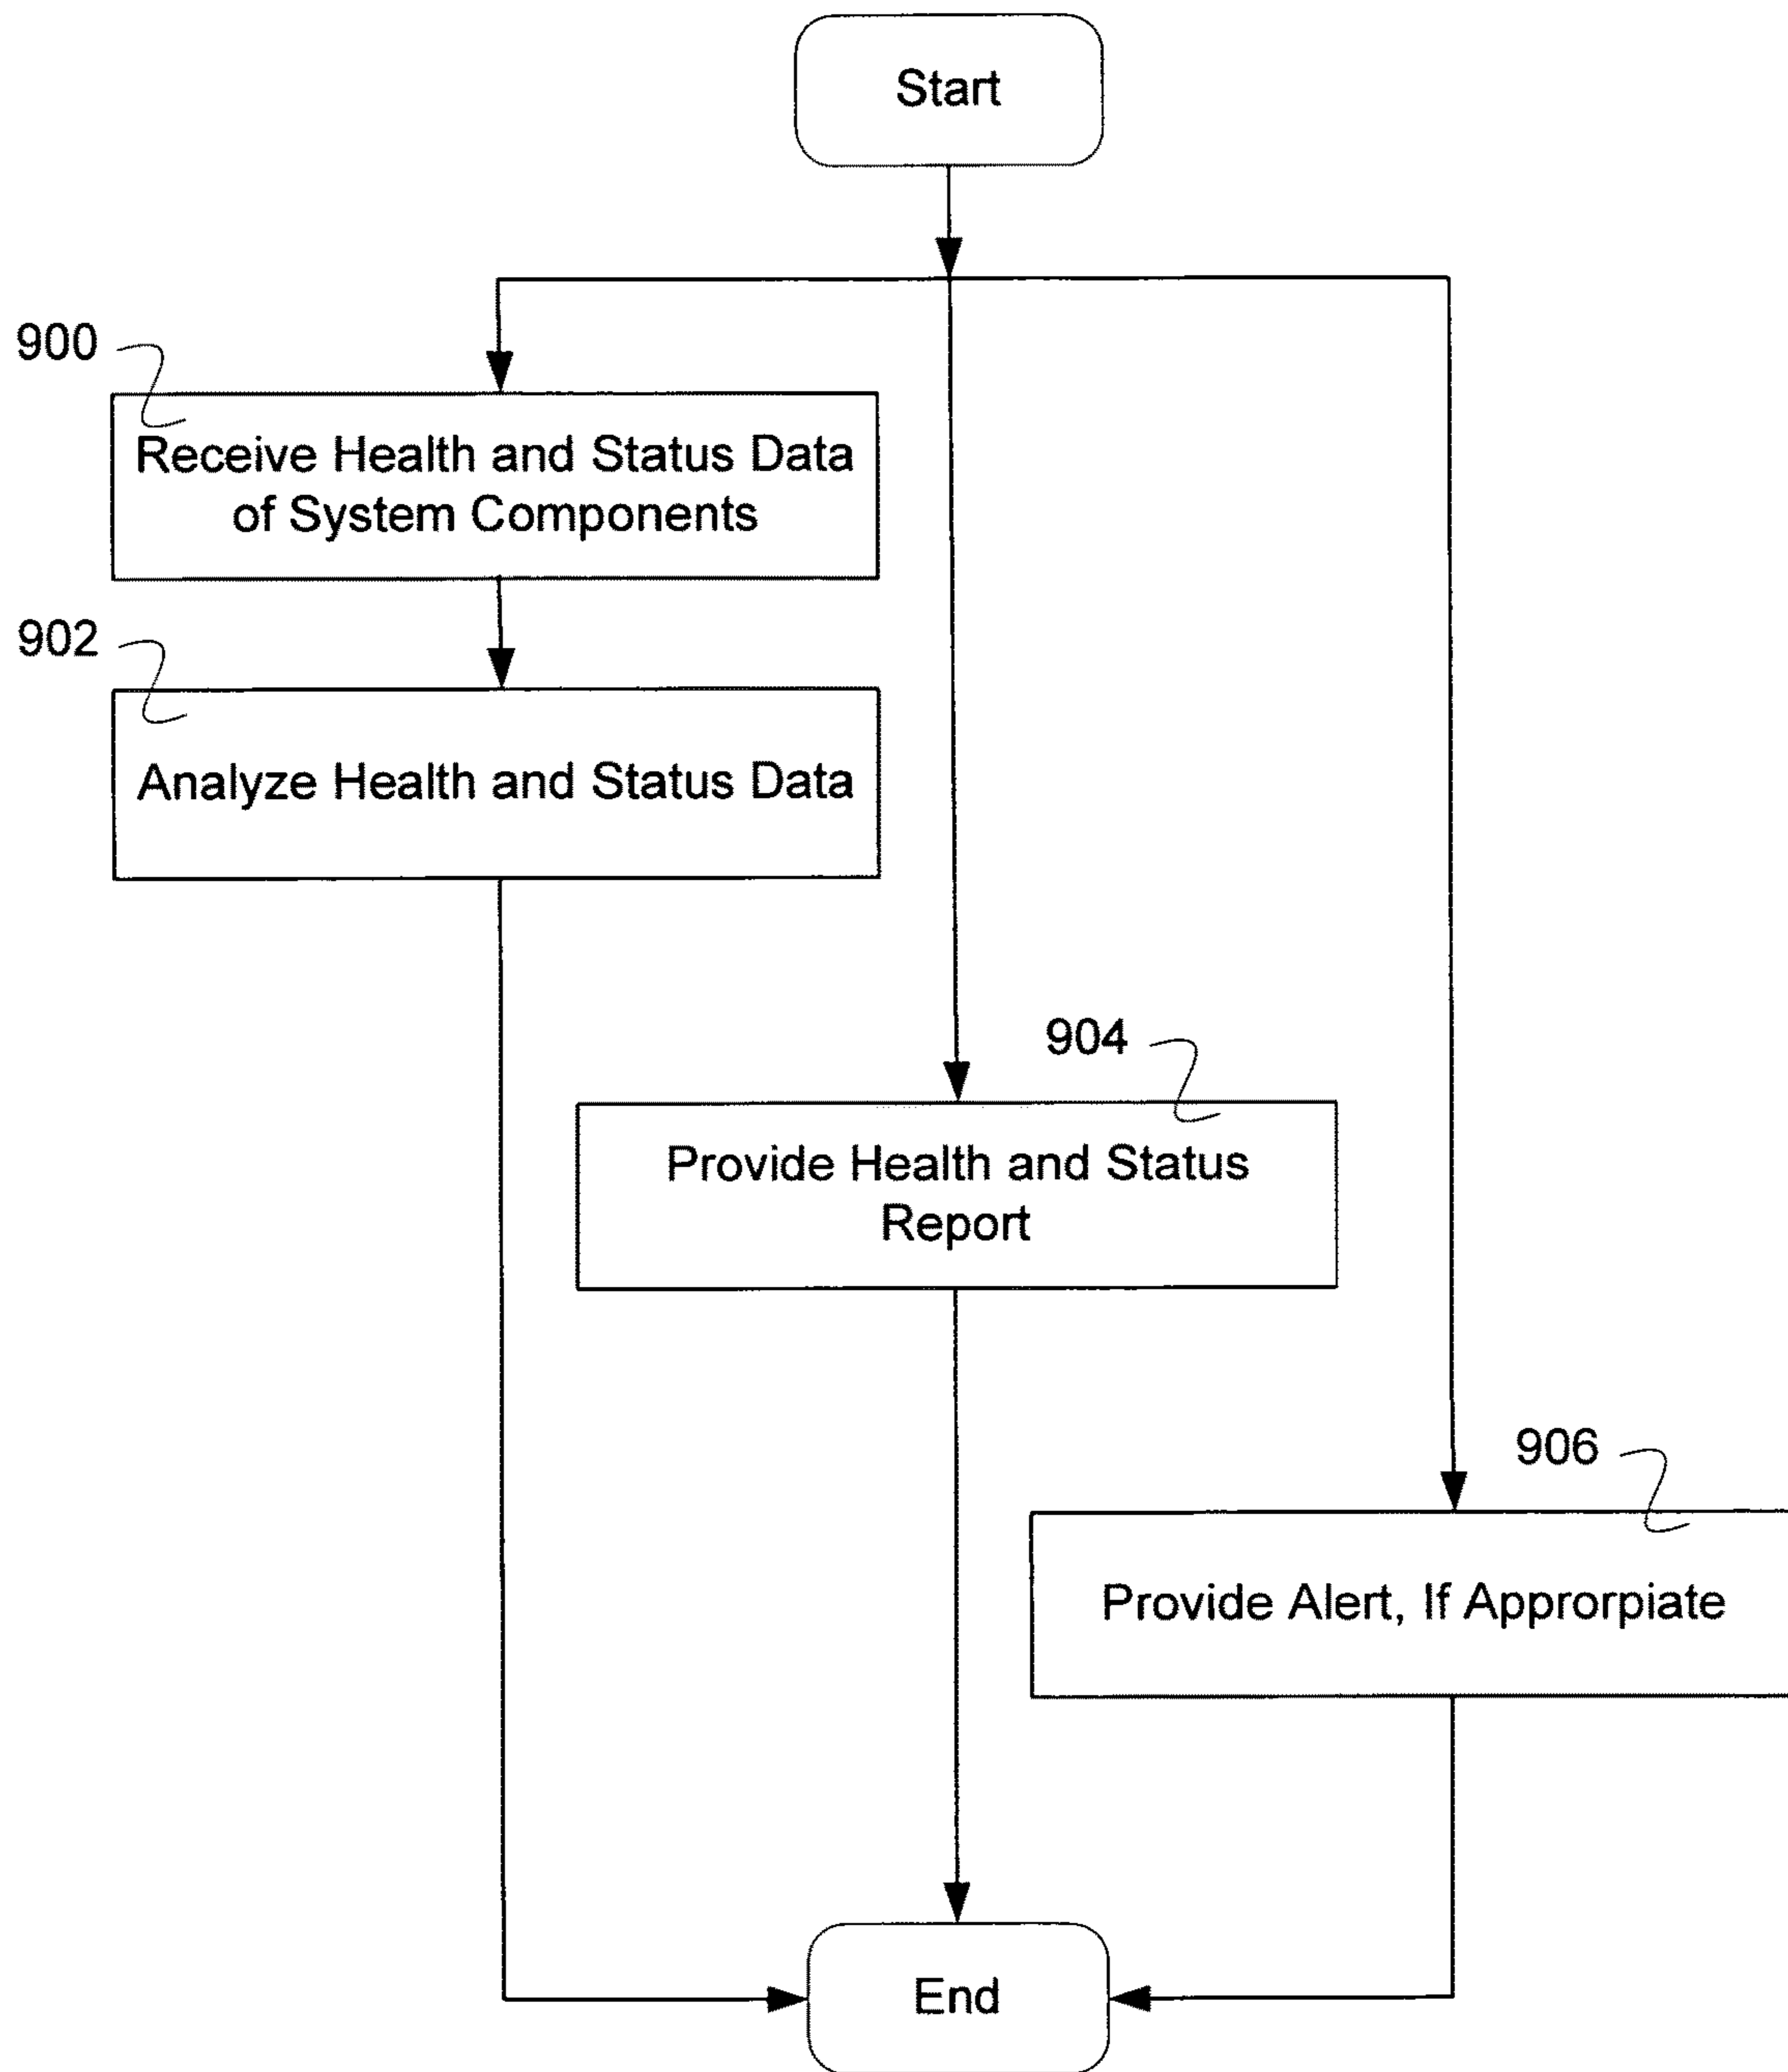 Start
900
Receive Health and Status Data
of System Components
902
Analyze Health and Status Data
904
Provide Health and Status
Report
906
Provide Alert, If Approrpiate
End